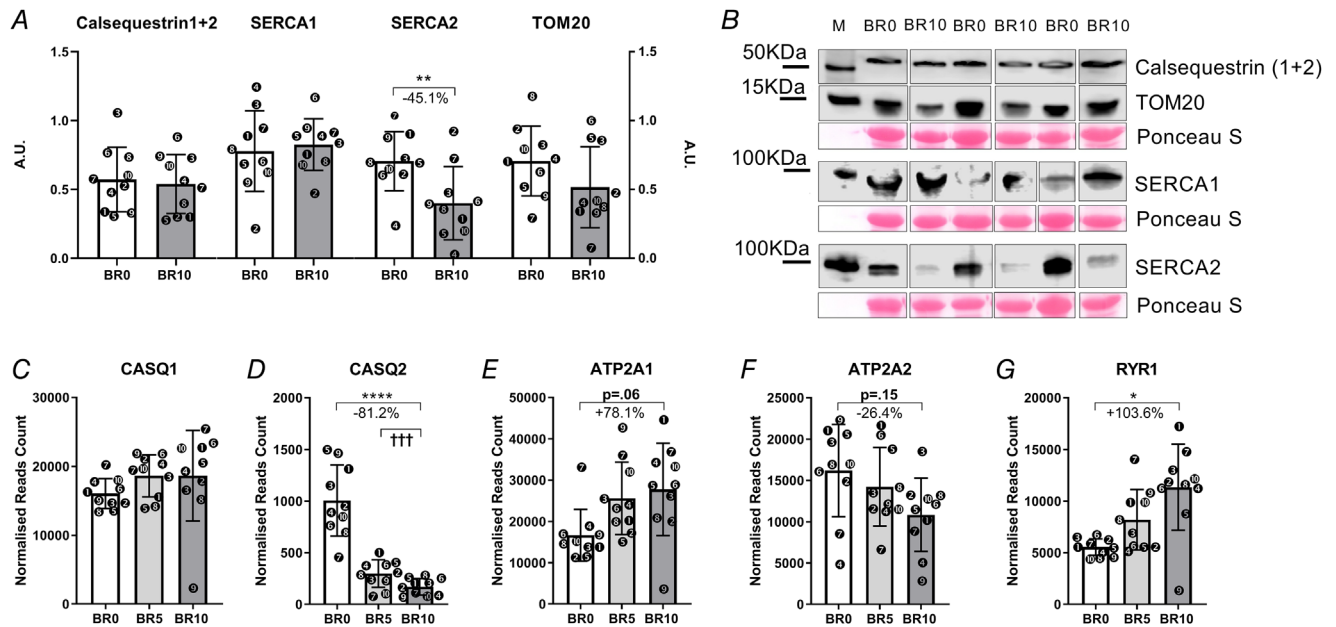 A
Calsequestrin1+2 SERCA1 SERCA2 TOM20
1.5 1.5
**
-45.1%
1.0 1.0
A.U. A.U.
0.5 0.5
0.0 0.0
BR0 BR10 BR0 BR10 BR0 BR10 BR0 BR10
B
M BR0 BR10 BR0 BR10 BR0 BR10
50KDa
Calsequestrin (1+2)
15KDa
TOM20
Ponceau S
100KDa
SERCA1
Ponceau S
100KDa
SERCA2
Ponceau S
C
CASQ1
Normalised Reads Count
30000
20000
10000
0
BR0 BR5 BR10
D
CASQ2
Normalised Reads Count
2000
1500
1000
500
0
****
-81.2%
†††
BR0 BR5 BR10
E
ATP2A1
Normalised Reads Count
50000
40000
30000
20000
10000
0
p=.06
+78.1%
BR0 BR5 BR10
F
ATP2A2
Normalised Reads Count
25000
20000
15000
10000
5000
0
p=.15
-26.4%
BR0 BR5 BR10
G
RYR1
Normalised Reads Count
20000
15000
10000
5000
0
*
+103.6%
BR0 BR5 BR10